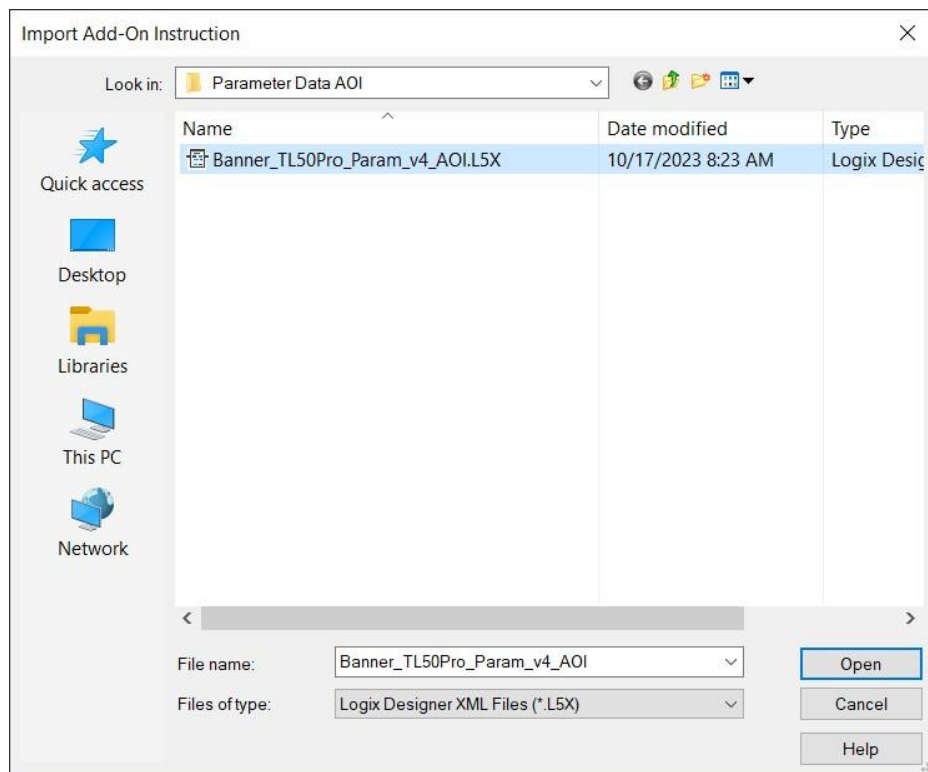 Import Add-On Instruction
Look in: Parameter Data AOI
Name Date modified Type
Banner_TL50Pro_Param_v4_AOI.L5X 10/17/2023 8:23 AM Logix Desig
Quick access
Desktop
Libraries
This PC
Network
File name: Banner_TL50Pro_Param_v4_AOI Open
Files of type: Logix Designer XML Files (*.L5X) Cancel
Help